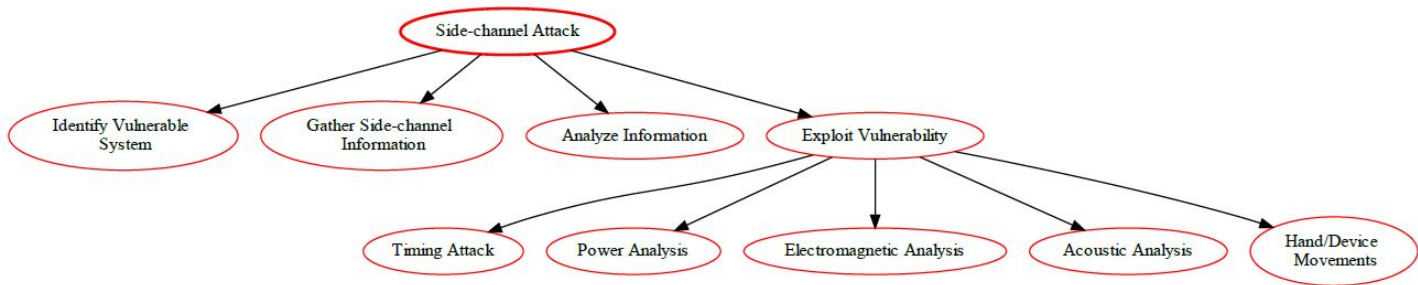 Side-channel Attack
Identify Vulnerable
System
Gather Side-channel
Information
Analyze Information
Exploit Vulnerability
Timing Attack
Power Analysis
Electromagnetic Analysis
Acoustic Analysis
Hand/Device
Movements